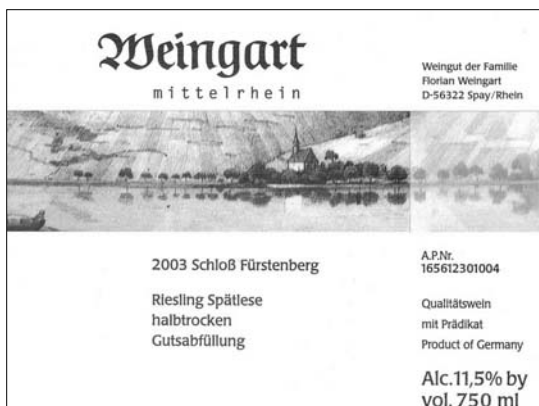 Weingart
mittelrhein
Weingut der Familie
Florian Weingart
D-56322 Spay/Rhein
2003 Schloß Fürstenberg
Riesling Spätlese
halbtrocken
Gutsabfüllung
A.P.Nr.
165612301004
Qualitätswein
mit Prädikat
Product of Germany
Alc.11,5% by
vol. 750 ml